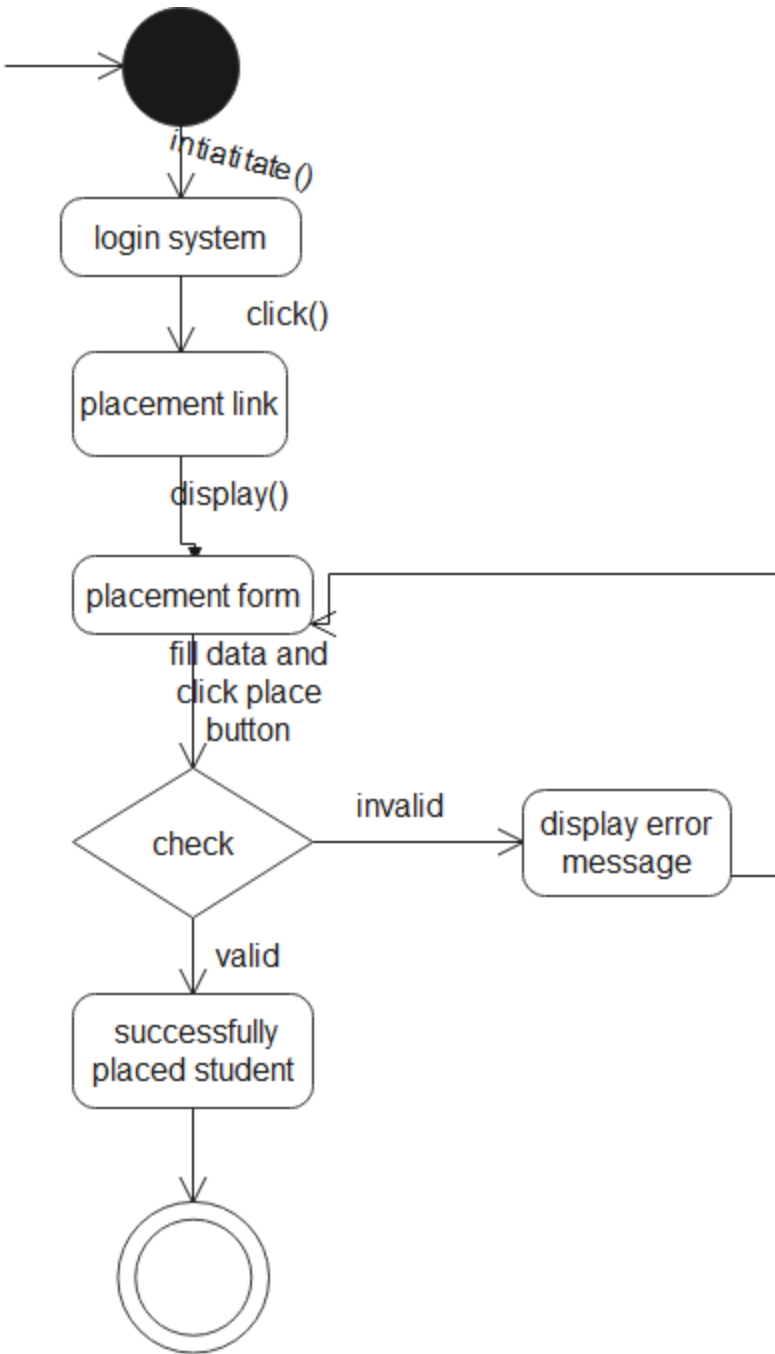 intiatitate()
login system
click()
placement link
display()
placement form
fill data and
click place
button
check
invalid
display error
message
valid
successfully
placed student